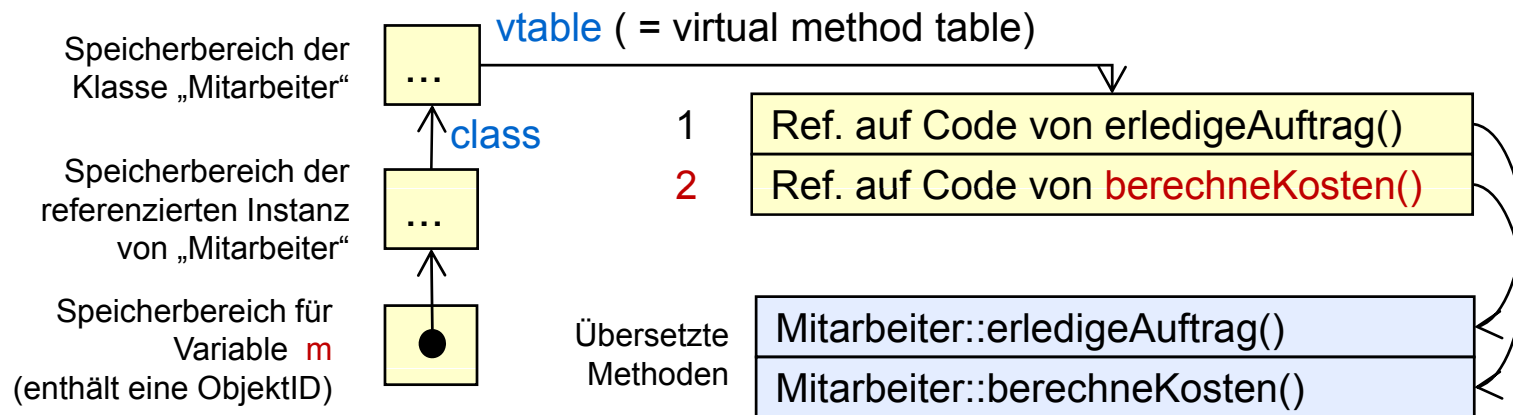 Speicherbereich der
Klasse „Mitarbeiter“
...
vtable ( = virtual method table)
class
Speicherbereich der
referenzierten Instanz
von „Mitarbeiter“
...
Speicherbereich für
Variable m
(enthält eine ObjektID)
1 Ref. auf Code von erledigeAuftrag()
2 Ref. auf Code von berechneKosten()
Übersetzte
Methoden
Mitarbeiter::erledigeAuftrag()
Mitarbeiter::berechneKosten()